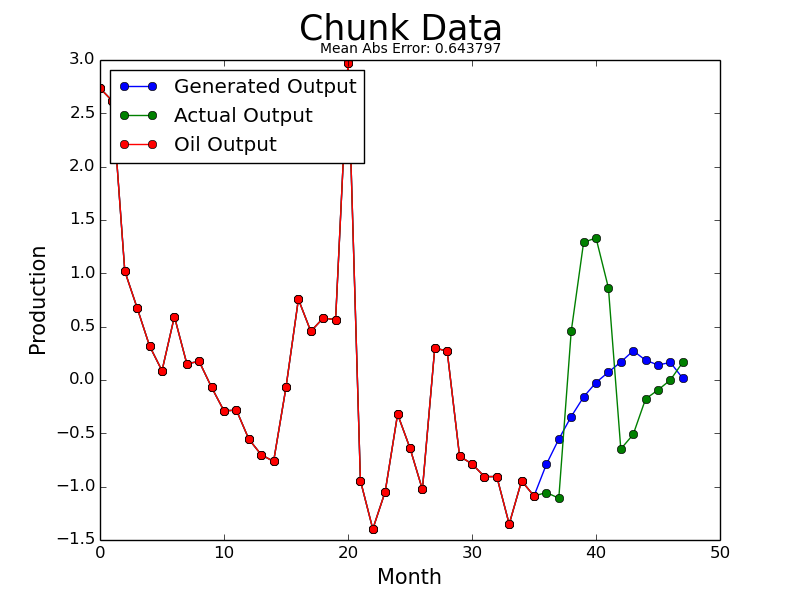 Chunk Data
Mean Abs Error: 0.643797
Generated Output
Actual Output
Oil Output
Production
3.0
2.5
2.0
1.5
1.0
0.5
0.0
−0.5
−1.0
−1.5
0 10 20 30 40 50
Month